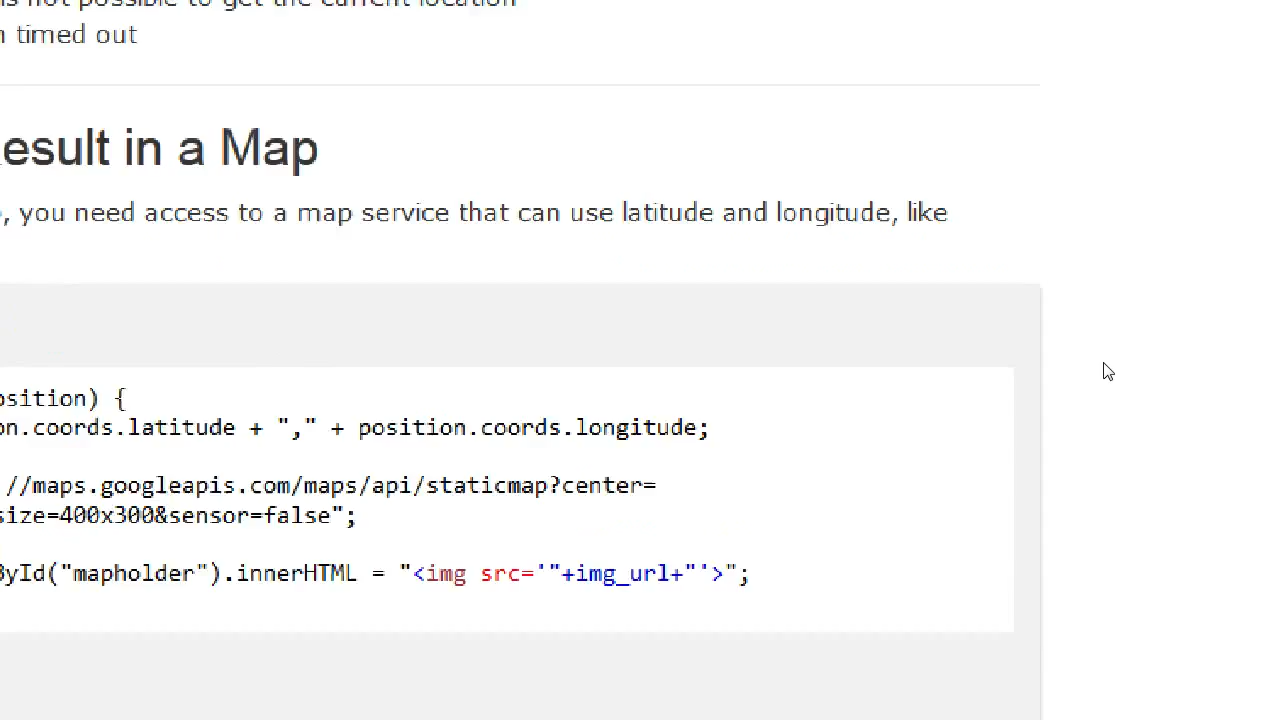 is not possible to get the current location
n timed out
esult in a Map
, you need access to a map service that can use latitude and longitude, like
osition) {
on.coords.latitude + "," + position.coords.longitude;
//maps.googleapis.com/maps/api/staticmap?center=
size=400x300&sensor=false";
ById("mapholder").innerHTML = "<img src='"+img_url+"'>";